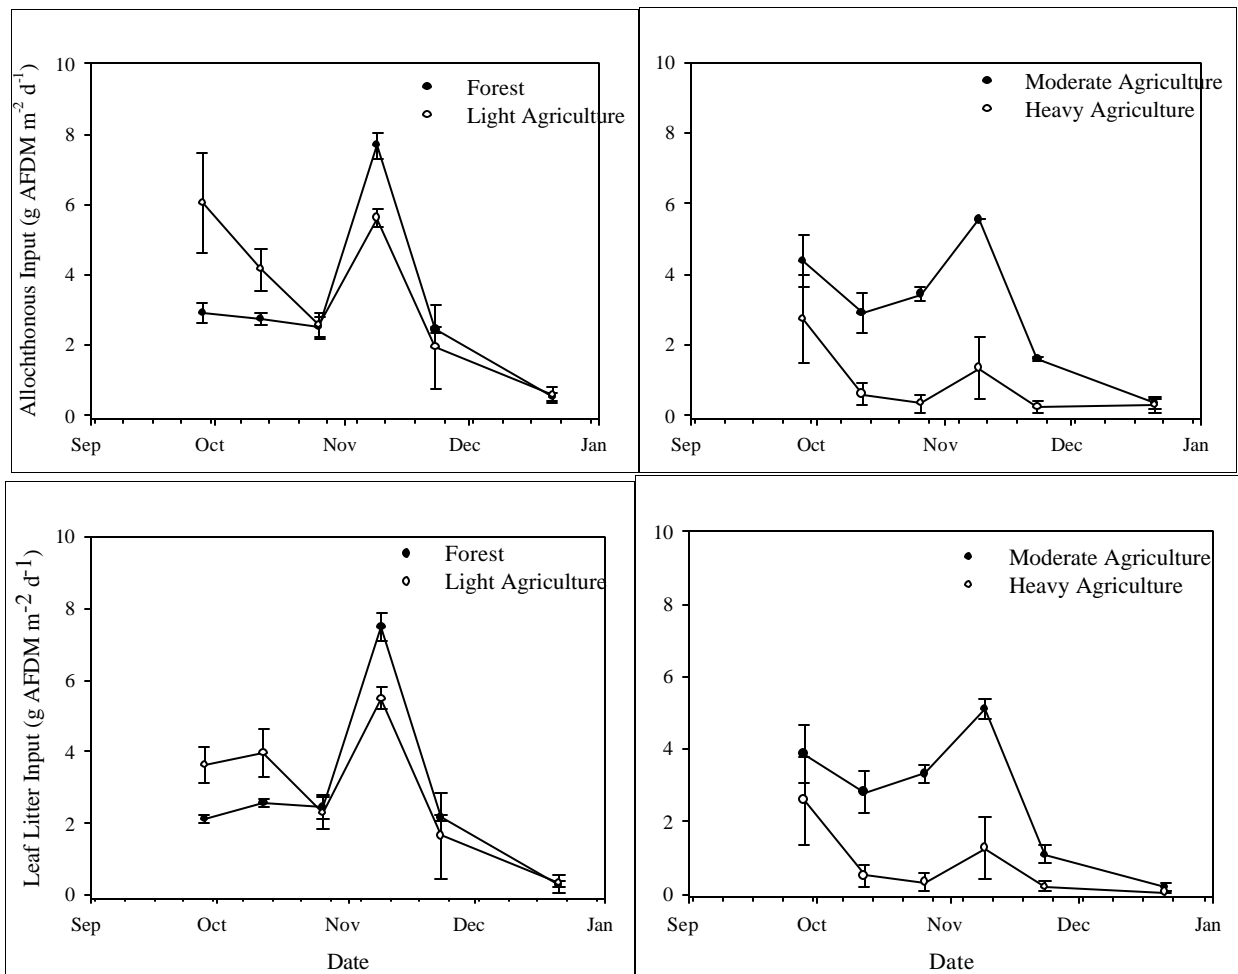 Allochthonous Input (g AFDM m-2 d-1)
10
8
6
4
2
0
Forest
Light Agriculture
Sep Oct Nov Dec Jan
10
8
6
4
2
0
Moderate Agriculture
Heavy Agriculture
Sep Oct Nov Dec Jan
Leaf Litter Input (g AFDM m-2 d-1)
10
8
6
4
2
0
Forest
Light Agriculture
Sep Oct Nov Dec Jan
Date
10
8
6
4
2
0
Moderate Agriculture
Heavy Agriculture
Sep Oct Nov Dec Jan
Date